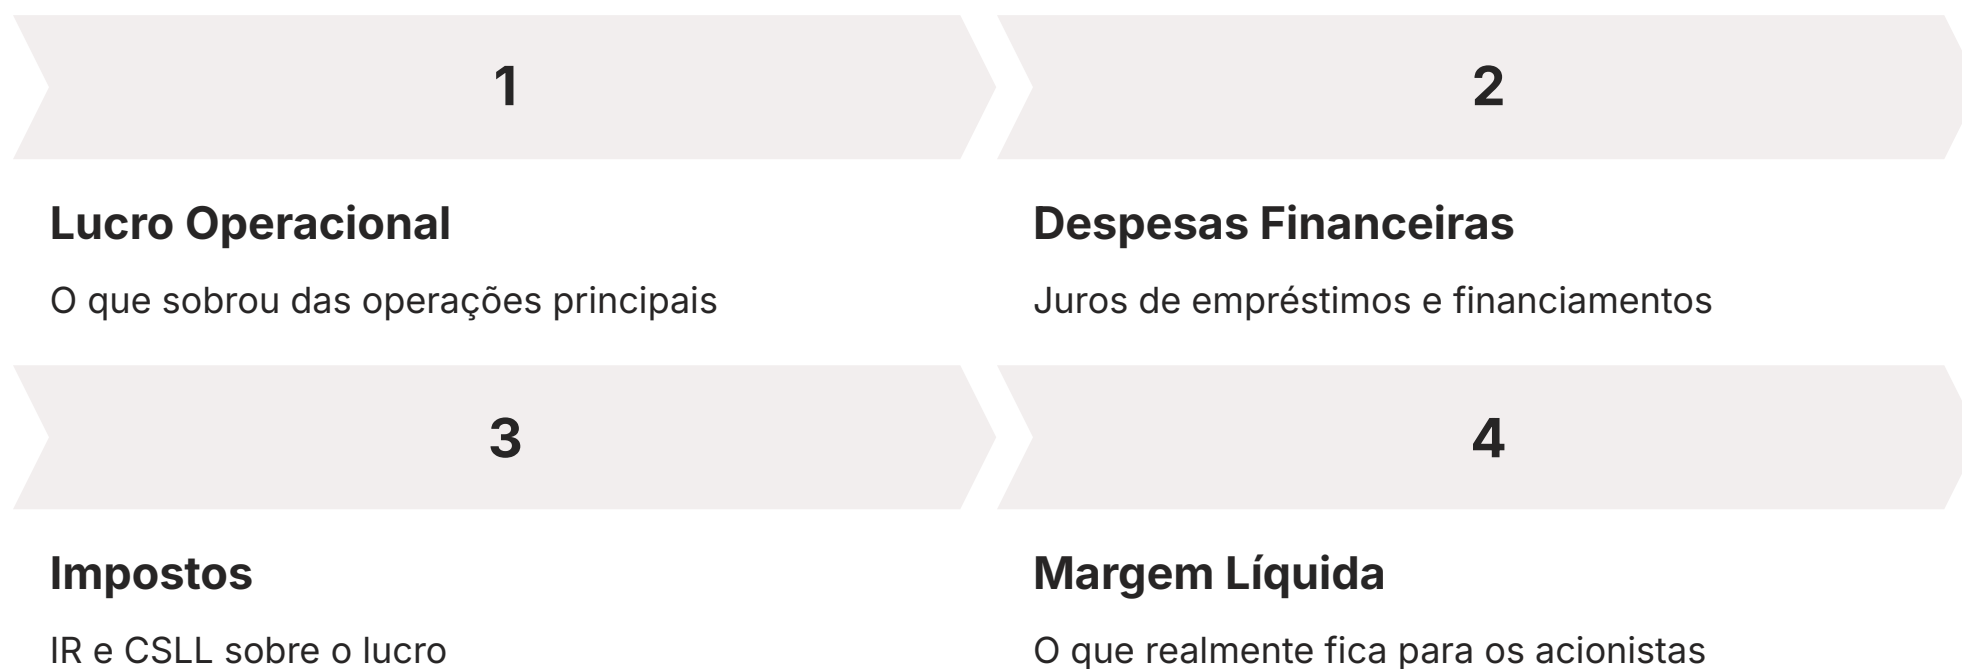 1
2
Lucro Operacional
O que sobrou das operações principais
Despesas Financeiras
Juros de empréstimos e financiamentos
3
4
Impostos
IR e CSLL sobre o lucro
Margem Líquida
O que realmente fica para os acionistas